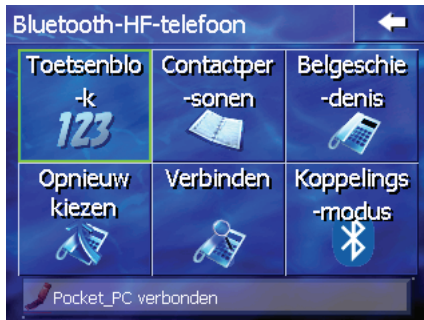 Bluetooth-HF-telefoon
Toetsenblo
-k
123
Contactper
-sonen
Belgeschie
-denis
Opnieuw
kiezen
Verbinden
Koppelings
-modus
Pocket_PC verbonden